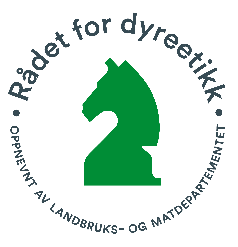 • Rådet for dyreetikk •
OPPNEVNT AV LANDBRUKS- OG MATDEPARTEMENTET